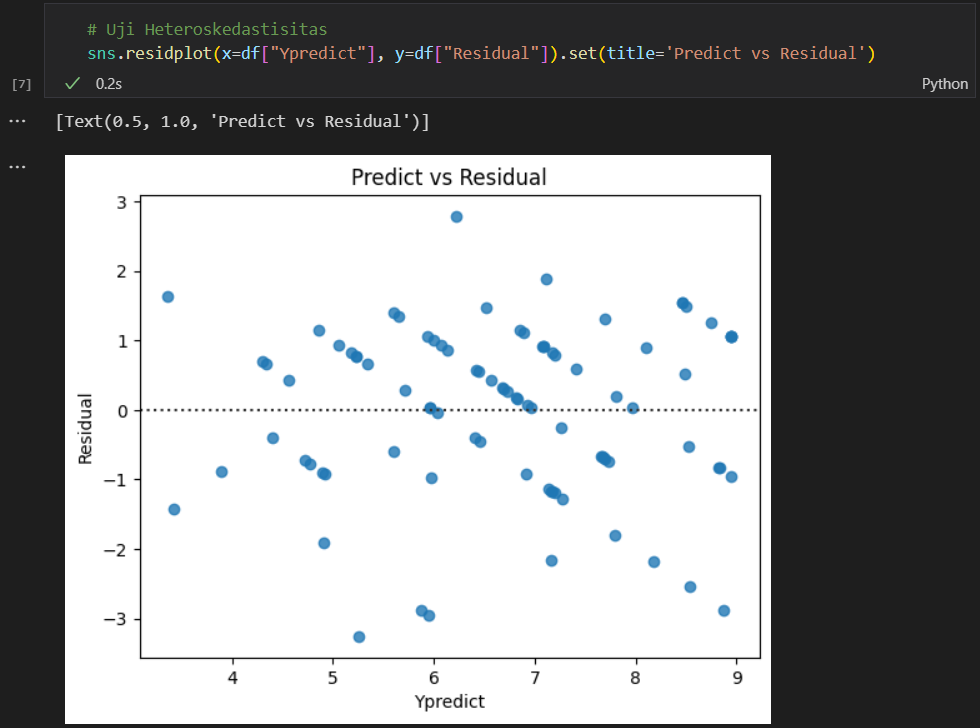 # Uji Heteroskedastisitas
sns.residplot(x=df["Ypredict"], y=df["Residual"]).set(title='Predict vs Residual')
[7] ✓ 0.2s Python
... [Text(0.5, 1.0, 'Predict vs Residual')]
...
Predict vs Residual
3
2
1
0
−1
−2
−3
Residual
4 5 6 7 8 9
Ypredict